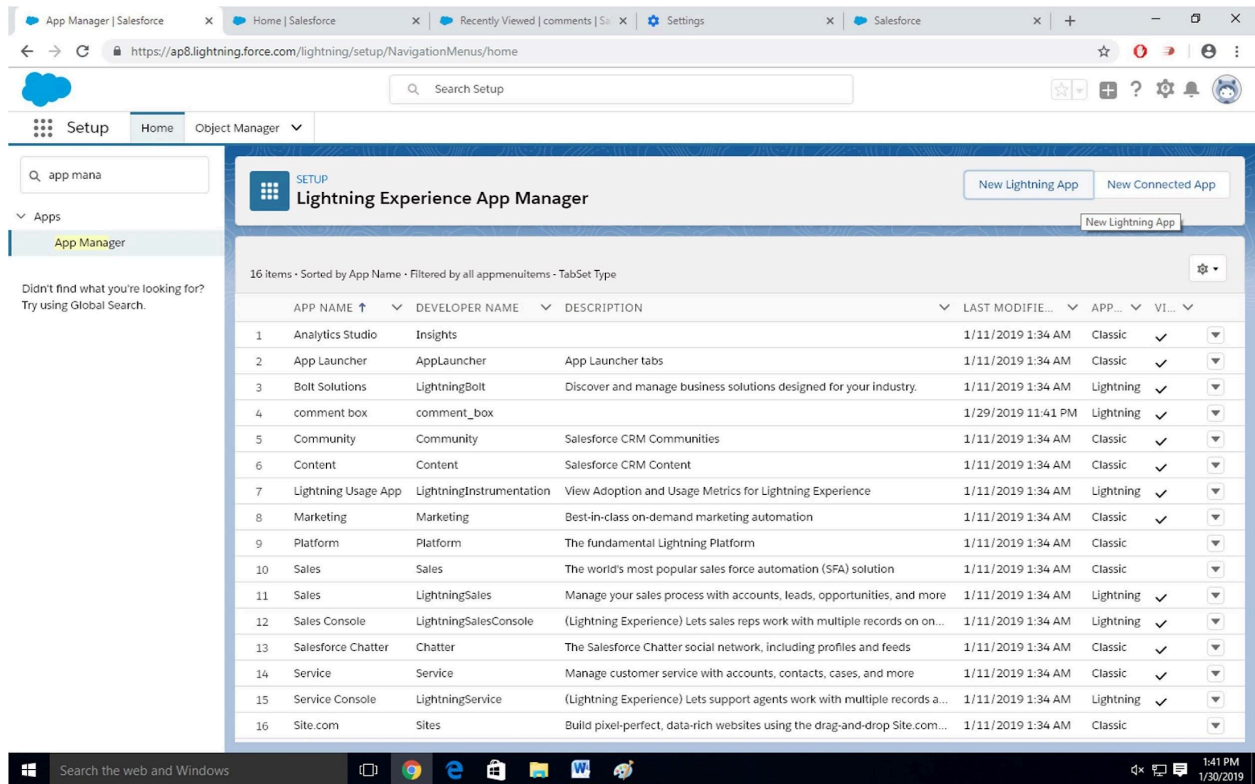 App Manager | Salesforce
Home | Salesforce
Recently Viewed | comments | Sa
Settings
Salesforce
https://ap8.lightning.force.com/lightning/setup/NavigationMenus/home
Search Setup
Setup Home Object Manager
app mana
Apps
App Manager
Didn't find what you're looking for?
Try using Global Search.
SETUP
Lightning Experience App Manager
New Lightning App New Connected App
New Lightning App
16 items • Sorted by App Name • Filtered by all appmenuitems - TabSet Type
APP NAME ↑ DEVELOPER NAME DESCRIPTION LAST MODIFIE... APP... VI...
1 Analytics Studio Insights 1/11/2019 1:34 AM Classic
2 App Launcher AppLauncher App Launcher tabs 1/11/2019 1:34 AM Classic
3 Bolt Solutions LightningBolt Discover and manage business solutions designed for your industry. 1/11/2019 1:34 AM Lightning
4 comment box comment_box 1/29/2019 11:41 PM Lightning
5 Community Community Salesforce CRM Communities 1/11/2019 1:34 AM Classic
6 Content Content Salesforce CRM Content 1/11/2019 1:34 AM Classic
7 Lightning Usage App LightningInstrumentation View Adoption and Usage Metrics for Lightning Experience 1/11/2019 1:34 AM Lightning
8 Marketing Marketing Best-in-class on-demand marketing automation 1/11/2019 1:34 AM Classic
9 Platform Platform The fundamental Lightning Platform 1/11/2019 1:34 AM Classic
10 Sales Sales The world's most popular sales force automation (SFA) solution 1/11/2019 1:34 AM Classic
11 Sales LightningSales Manage your sales process with accounts, leads, opportunities, and more 1/11/2019 1:34 AM Lightning
12 Sales Console LightningSalesConsole (Lightning Experience) Lets sales reps work with multiple records on on... 1/11/2019 1:34 AM Lightning
13 Salesforce Chatter Chatter The Salesforce Chatter social network, including profiles and feeds 1/11/2019 1:34 AM Classic
14 Service Service Manage customer service with accounts, contacts, cases, and more 1/11/2019 1:34 AM Classic
15 Service Console LightningService (Lightning Experience) Lets support agents work with multiple records a... 1/11/2019 1:34 AM Lightning
16 Site.com Sites Build pixel-perfect, data-rich websites using the drag-and-drop Site.com... 1/11/2019 1:34 AM Classic
Search the web and Windows
1:41 PM
1/30/2019